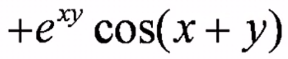 +e^{xy} cos(x + y)